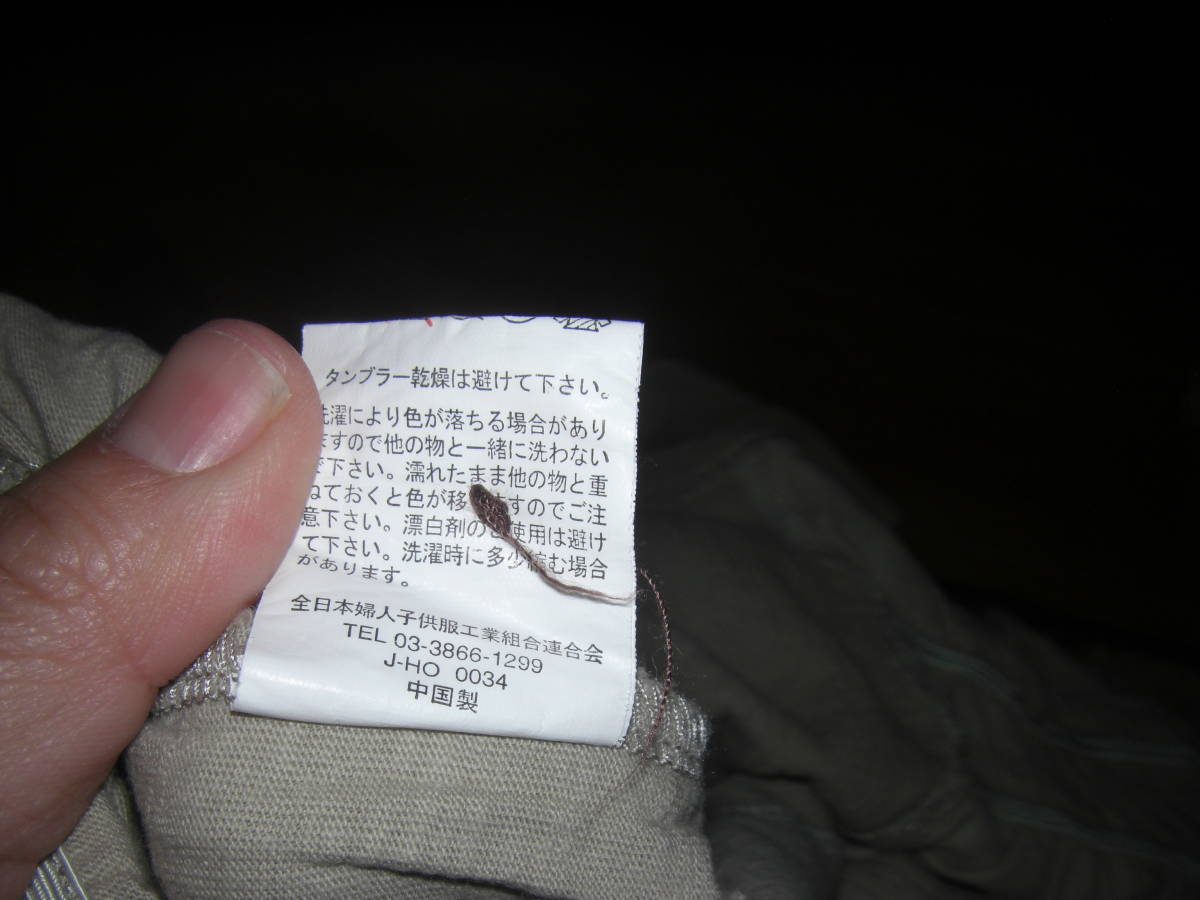 タンブラー乾燥は避けて下さい。
洗濯により色が落ちる場合があり
ますので他の物と一緒に洗わない
で下さい。濡れたまま他の物と重
ねておくと色が移 ますのでご注
意下さい。漂白剤の 使用は避け
て下さい。洗濯時に多少縮む場合
があります。
全日本婦人子供服工業組合連合会
TEL 03-3866-1299
J-HO 0034
中国製